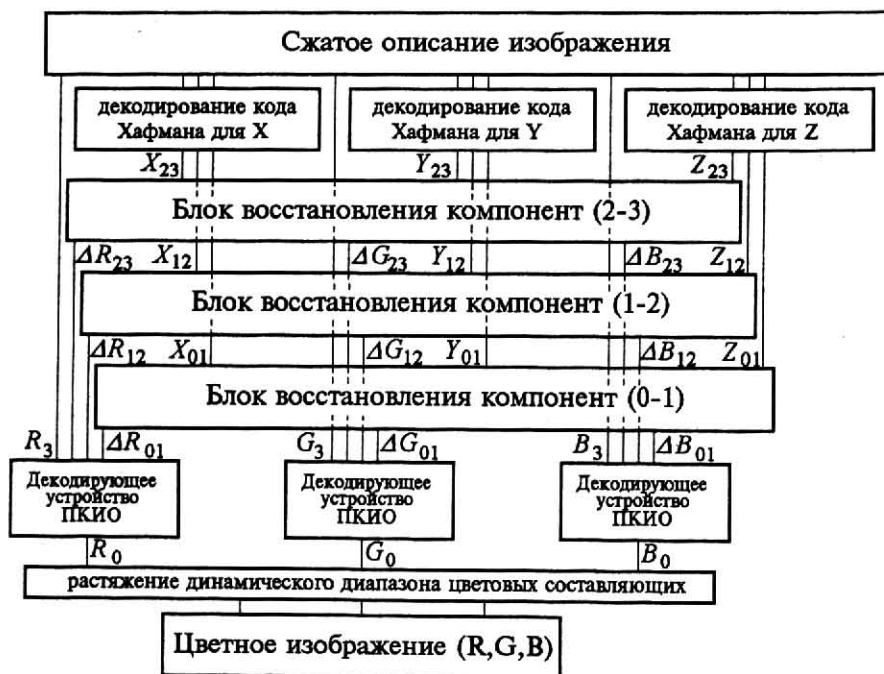 Сжатое описание изображения
декодирование кода
Хафмана для X
декодирование кода
Хафмана для Y
декодирование кода
Хафмана для Z
X23 Y23 Z23
Блок восстановления компонент (2-3)
ΔR23 X12 ΔG23 Y12 ΔB23 Z12
Блок восстановления компонент (1-2)
ΔR12 X01 ΔG12 Y01 ΔB12 Z01
Блок восстановления компонент (0-1)
R3 ΔR01 G3 ΔG01 B3 ΔB01
Декодирующее
устройство
ПКИО
Декодирующее
устройство
ПКИО
Декодирующее
устройство
ПКИО
R0 G0 B0
растяжение динамического диапазона цветовых составляющих
Цветное изображение (R,G,B)